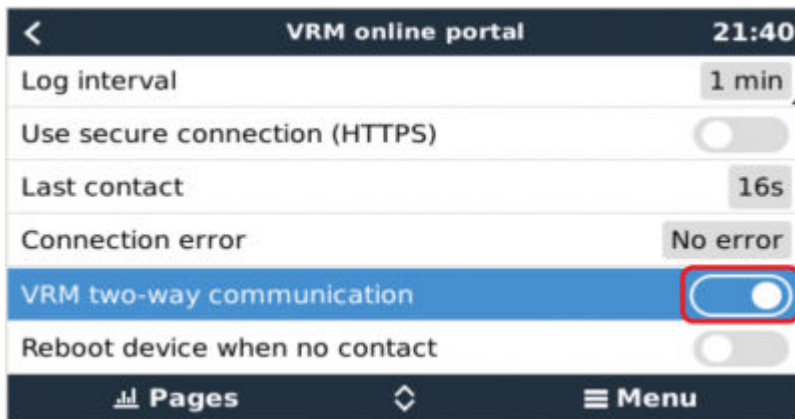 VRM online portal 21:40
Log interval 1 min
Use secure connection (HTTPS)
Last contact 16s
Connection error No error
VRM two-way communication
Reboot device when no contact
Pages Menu